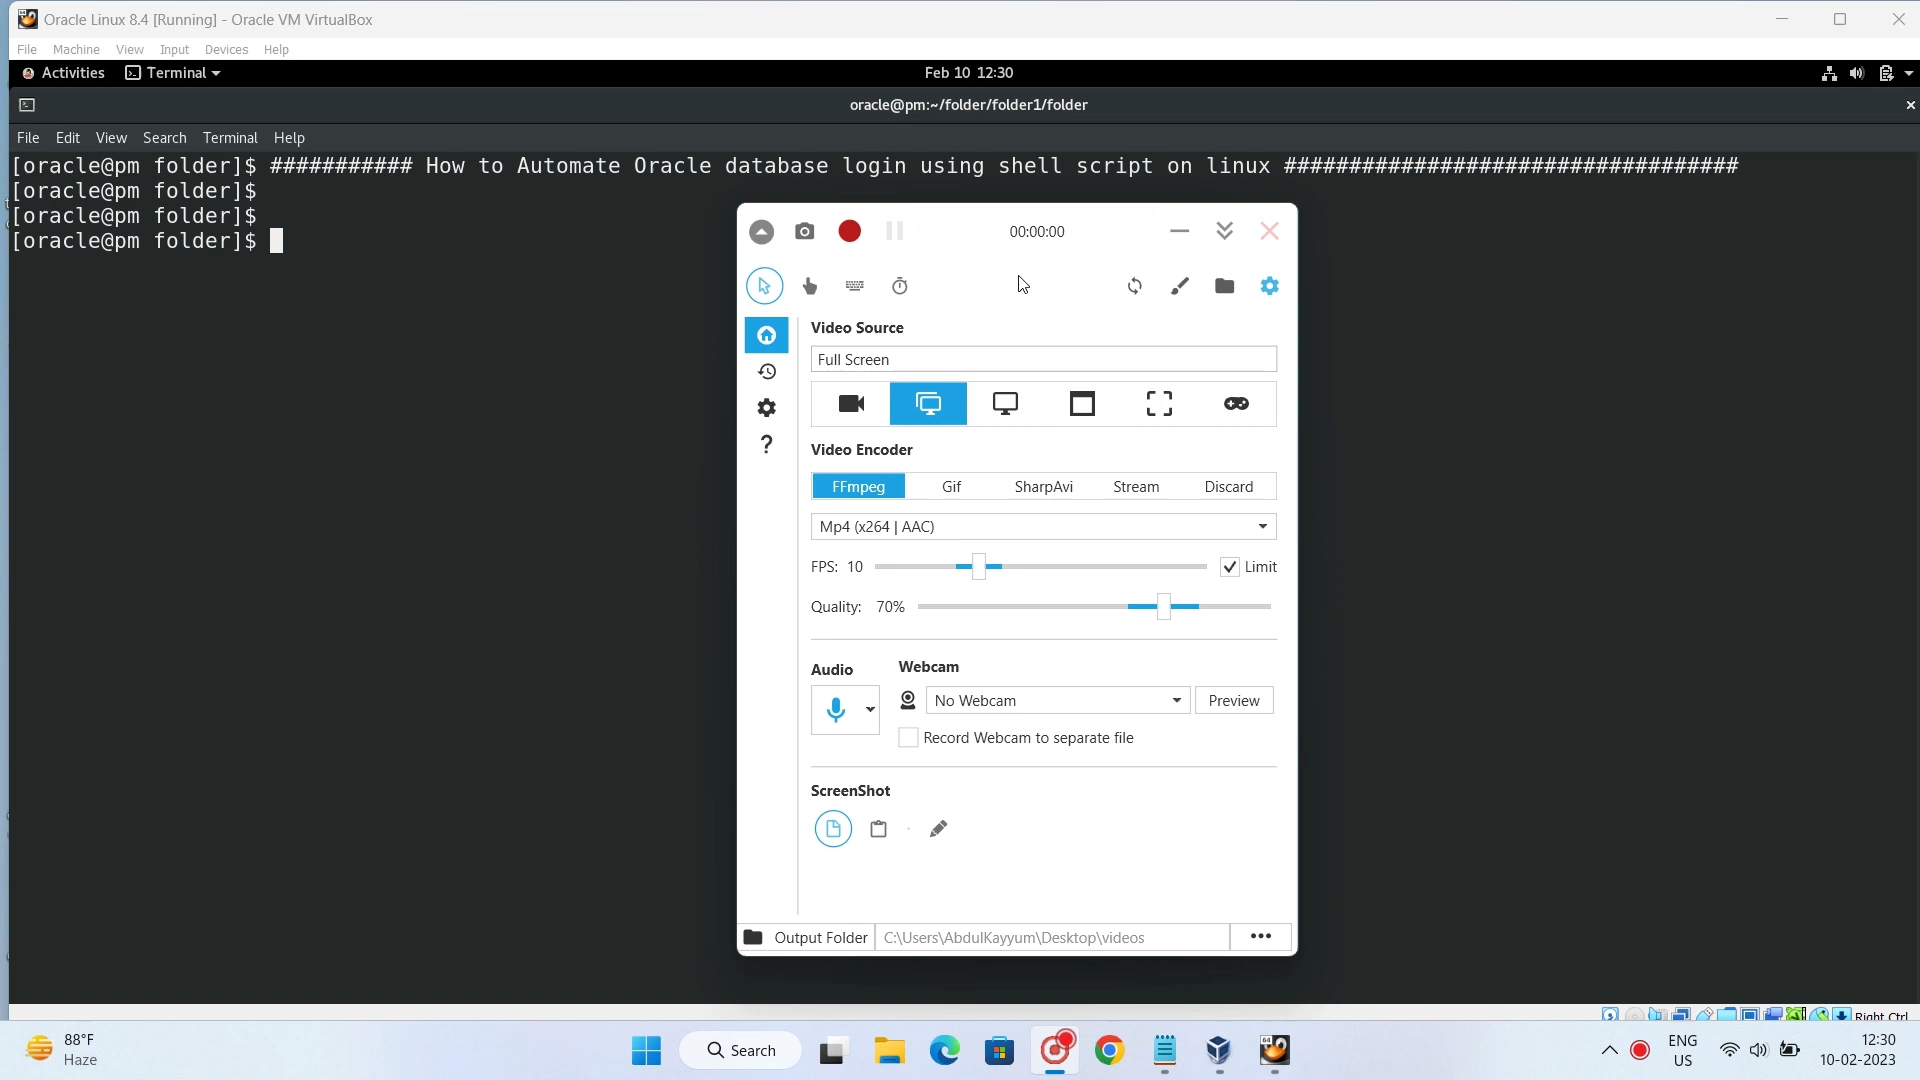 Oracle Linux 8.4 [Running] - Oracle VM VirtualBox
File Machine View Input Devices Help
Activities Terminal Feb 10 12:30
oracle@pm:~/folder/folder1/folder
File Edit View Search Terminal Help
[oracle@pm folder]$ ########### How to Automate Oracle database login using shell script on linux ###################################
[oracle@pm folder]$
[oracle@pm folder]$
[oracle@pm folder]$
00:00:00
Video Source
Full Screen
Video Encoder
FFmpeg Gif SharpAvi Stream Discard
Mp4 (x264 | AAC)
FPS: 10 Limit
Quality: 70%
Audio Webcam
No Webcam Preview
Record Webcam to separate file
ScreenShot
Output Folder C:\Users\AbdulKayyum\Desktop\videos •••
Right Ctrl
88°F
Haze
Search
64
ENG
US
12:30
10-02-2023